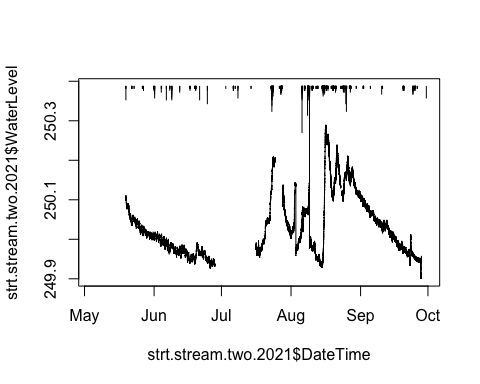 strt.stream.two.2021$WaterLevel
250.3
250.1
249.9
May Jun Jul Aug Sep Oct
strt.stream.two.2021$DateTime